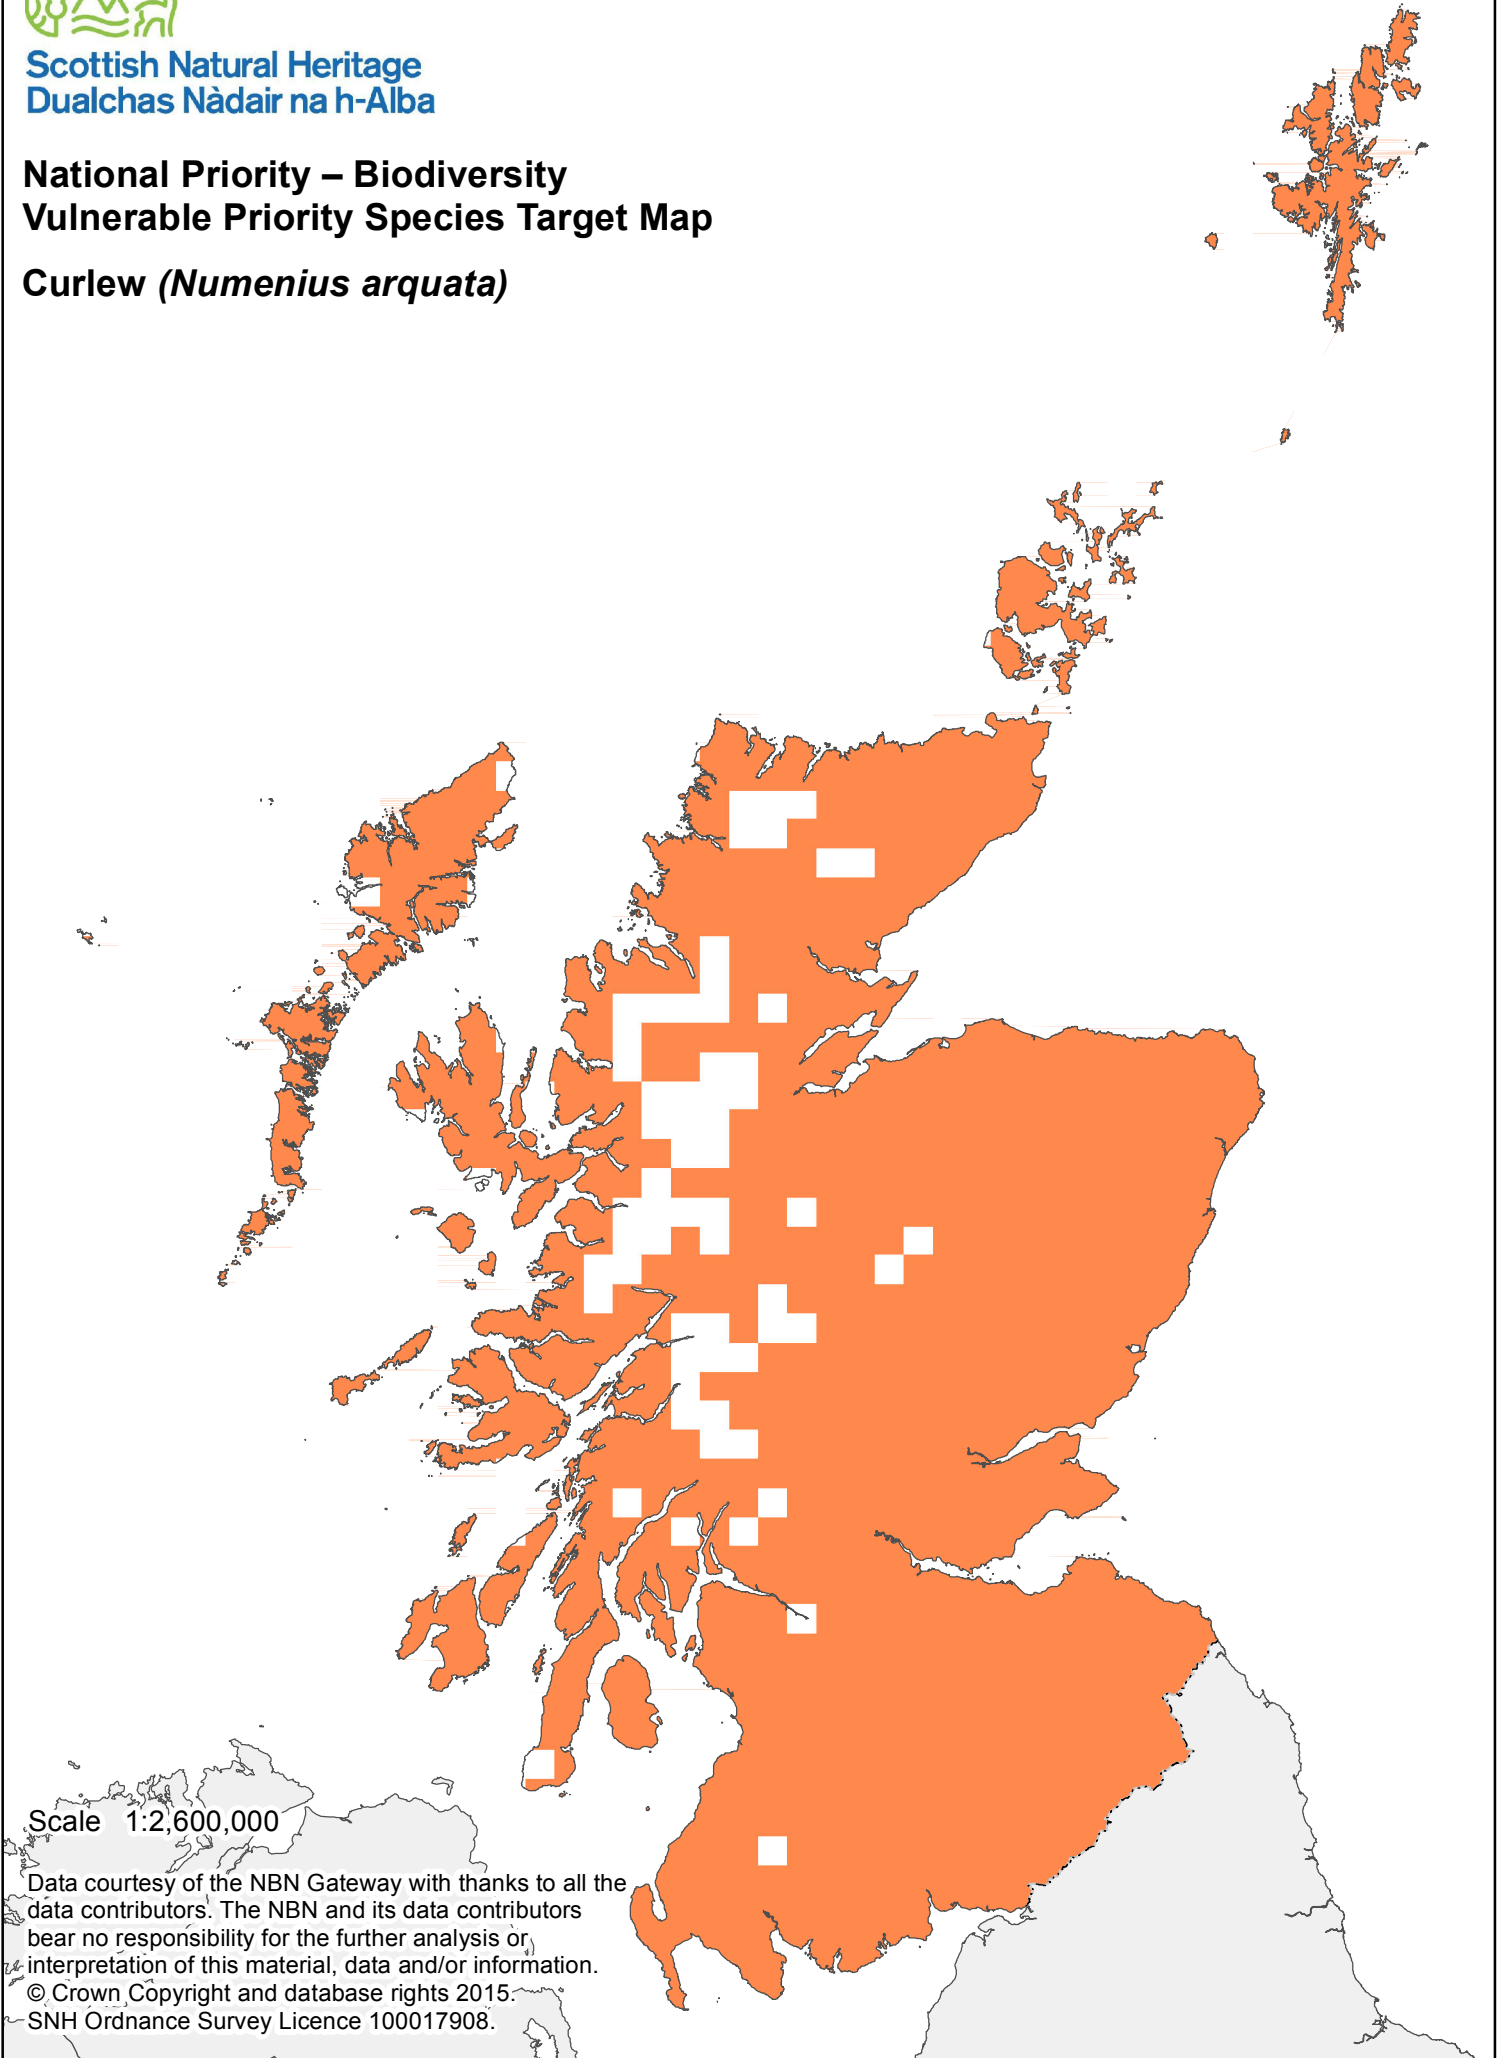 Scottish Natural Heritage
Dualchas Nàdair na h-Alba
National Priority – Biodiversity
Vulnerable Priority Species Target Map
Curlew (Numenius arquata)
Scale 1:2,600,000
Data courtesy of the NBN Gateway with thanks to all the
data contributors. The NBN and its data contributors
bear no responsibility for the further analysis or
interpretation of this material, data and/or information.
© Crown Copyright and database rights 2015.
SNH Ordnance Survey Licence 100017908.